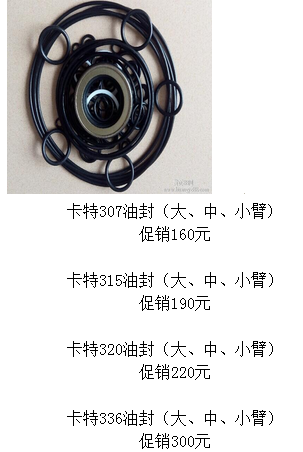 卡特307油封（大、中、小臂）
促销160元
卡特315油封（大、中、小臂）
促销190元
卡特320油封（大、中、小臂）
促销220元
卡特336油封（大、中、小臂）
促销300元